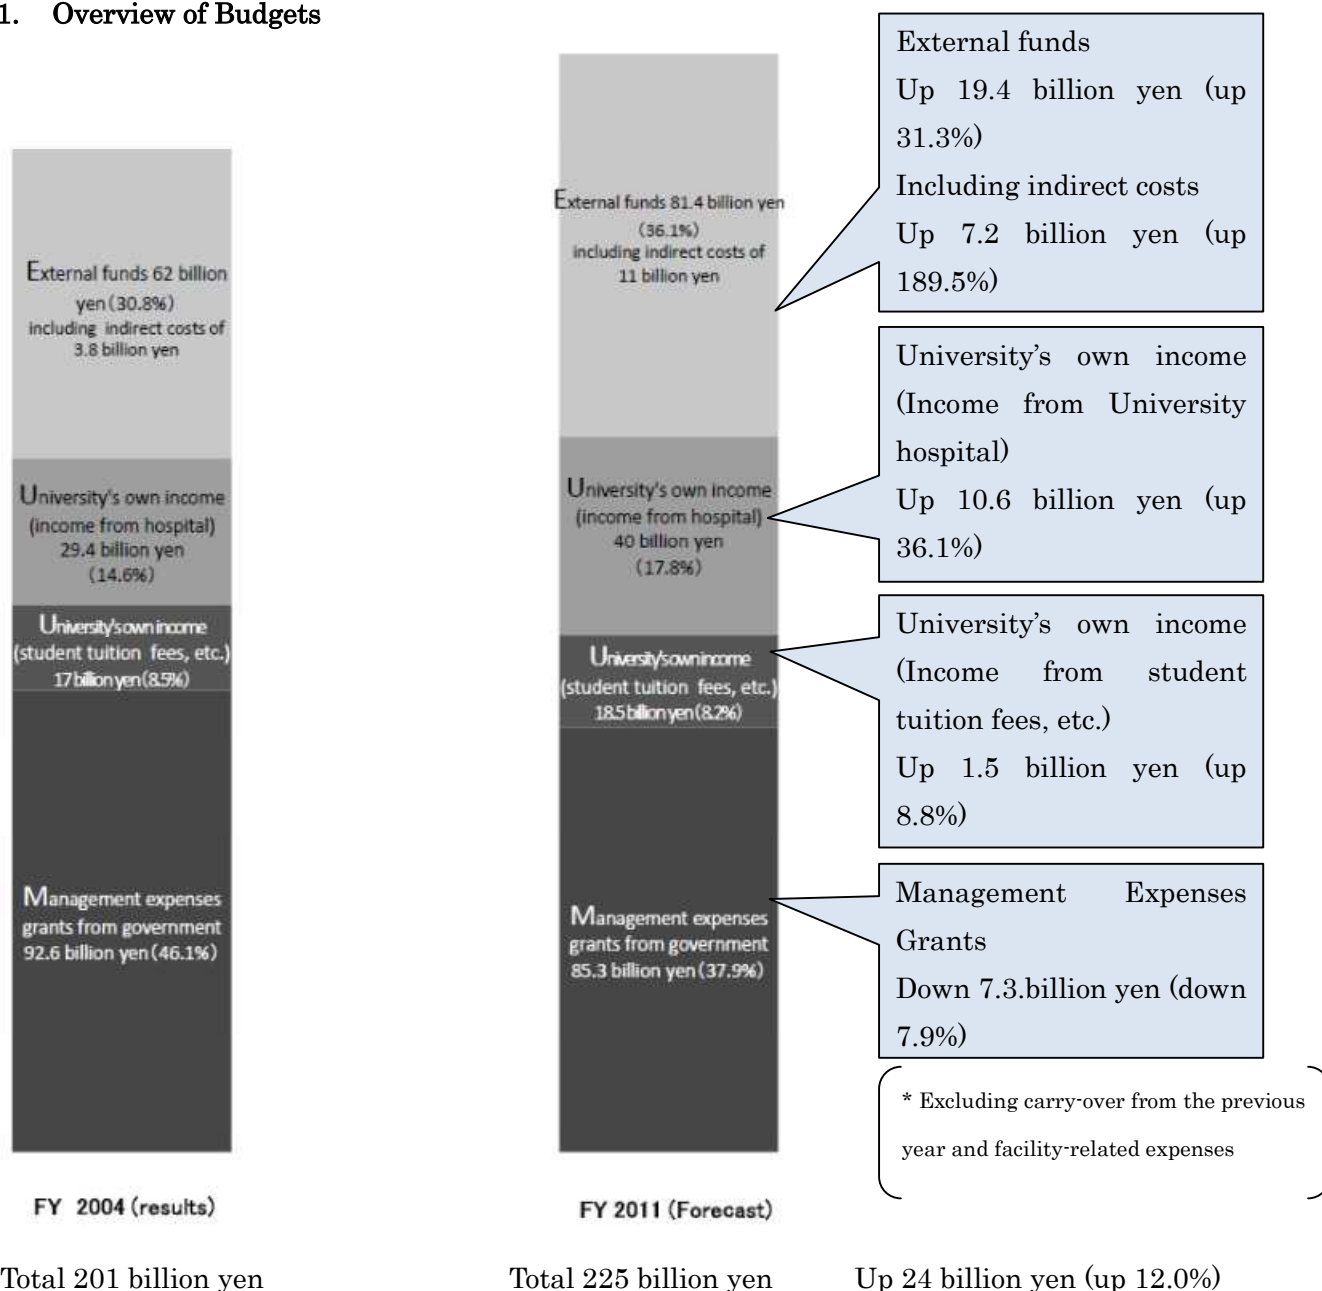 1. Overview of Budgets
External funds 62 billion
yen(30.8%)
including indirect costs of
3.8 billion yen
University's own income
(income from hospital)
29.4 billion yen
(14.6%)
University's own income
(student tuition fees, etc.)
17 billion yen(8.5%)
Management expenses
grants from government
92.6 billion yen(46.1%)
FY 2004 (results)
Total 201 billion yen
External funds 81.4 billion yen
(36.1%)
including indirect costs of
11 billion yen
University's own income
(income from hospital)
40 billion yen
(17.8%)
University's own income
(student tuition fees, etc.)
18.5 billion yen(8.2%)
Management expenses
grants from government
85.3 billion yen(37.9%)
FY 2011 (Forecast)
Total 225 billion yen
External funds
Up 19.4 billion yen (up
31.3%)
Including indirect costs
Up 7.2 billion yen (up
189.5%)
University’s own income
(Income from University
hospital)
Up 10.6 billion yen (up
36.1%)
University’s own income
(Income from student
tuition fees, etc.)
Up 1.5 billion yen (up
8.8%)
Management Expenses
Grants
Down 7.3.billion yen (down
7.9%)
* Excluding carry-over from the previous
year and facility-related expenses
Up 24 billion yen (up 12.0%)